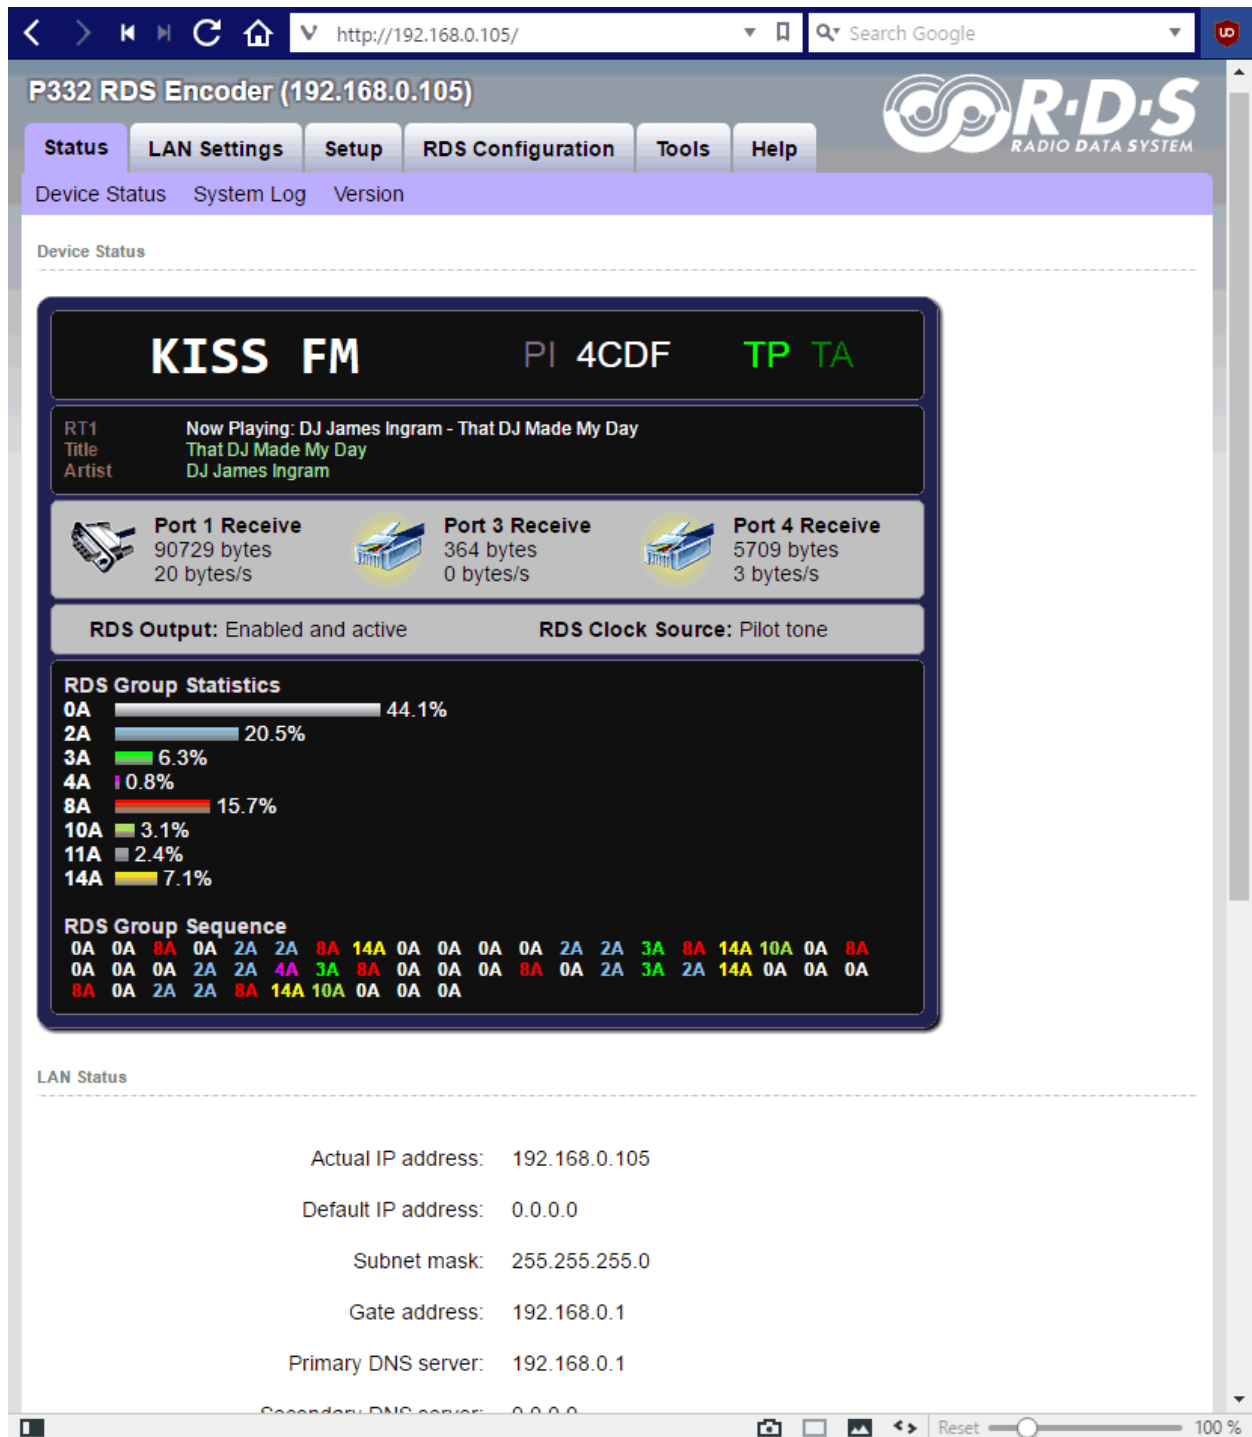 http://192.168.0.105/ Search Google
P332 RDS Encoder (192.168.0.105)
R·D·S
RADIO DATA SYSTEM
Status LAN Settings Setup RDS Configuration Tools Help
Device Status System Log Version
Device Status
KISS FM PI 4CDF TP TA
RT1 Now Playing: DJ James Ingram - That DJ Made My Day
Title That DJ Made My Day
Artist DJ James Ingram
Port 1 Receive Port 3 Receive Port 4 Receive
90729 bytes 364 bytes 5709 bytes
20 bytes/s 0 bytes/s 3 bytes/s
RDS Output: Enabled and active RDS Clock Source: Pilot tone
RDS Group Statistics
0A 44.1%
2A 20.5%
3A 6.3%
4A 0.8%
8A 15.7%
10A 3.1%
11A 2.4%
14A 7.1%
RDS Group Sequence
0A 0A 8A 0A 2A 2A 8A 14A 0A 0A 0A 0A 2A 2A 3A 8A 14A 10A 0A 8A
0A 0A 0A 2A 2A 4A 3A 8A 0A 0A 0A 8A 0A 2A 3A 2A 14A 0A 0A 0A
8A 0A 2A 2A 8A 14A 10A 0A 0A 0A
LAN Status
Actual IP address: 192.168.0.105
Default IP address: 0.0.0.0
Subnet mask: 255.255.255.0
Gate address: 192.168.0.1
Primary DNS server: 192.168.0.1
Secondary DNS server: 0.0.0.0
Reset 100 %